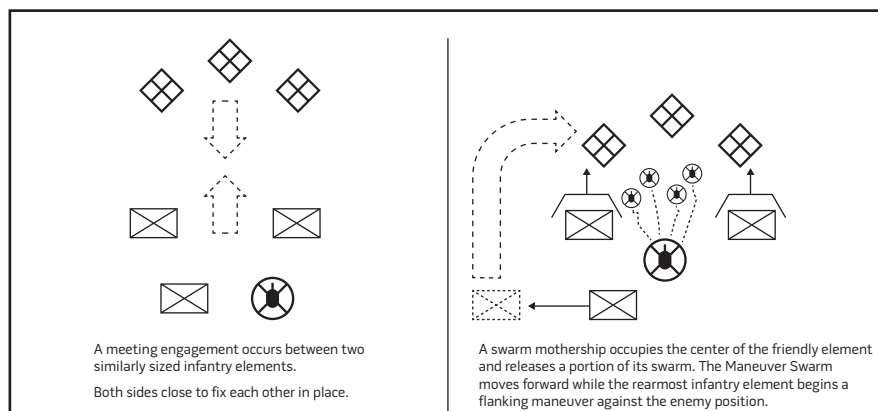 A meeting engagement occurs between two
similarly sized infantry elements.
Both sides close to fix each other in place.
A swarm mothership occupies the center of the friendly element
and releases a portion of its swarm. The Maneuver Swarm
moves forward while the rearmost infantry element begins a
flanking maneuver against the enemy position.